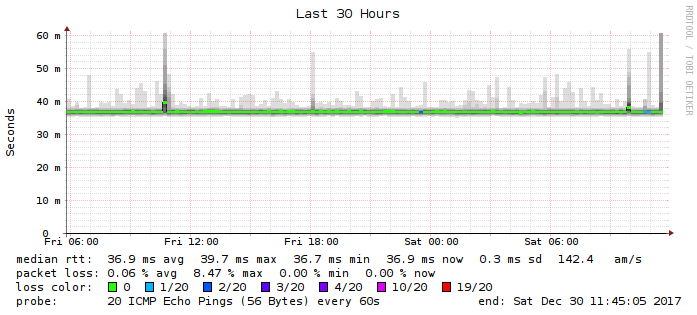 Last 30 Hours
RRDTOOL / TOBI OETIKER
Seconds
60 m
50 m
40 m
30 m
20 m
10 m
0
Fri 06:00 Fri 12:00 Fri 18:00 Sat 00:00 Sat 06:00
median rtt: 36.9 ms avg 39.7 ms max 36.7 ms min 36.9 ms now 0.3 ms sd 142.4 am/s
packet loss: 0.06 % avg 8.47 % max 0.00 % min 0.00 % now
loss color: 0 1/20 2/20 3/20 4/20 10/20 19/20
probe: 20 ICMP Echo Pings (56 Bytes) every 60s end: Sat Dec 30 11:45:05 2017